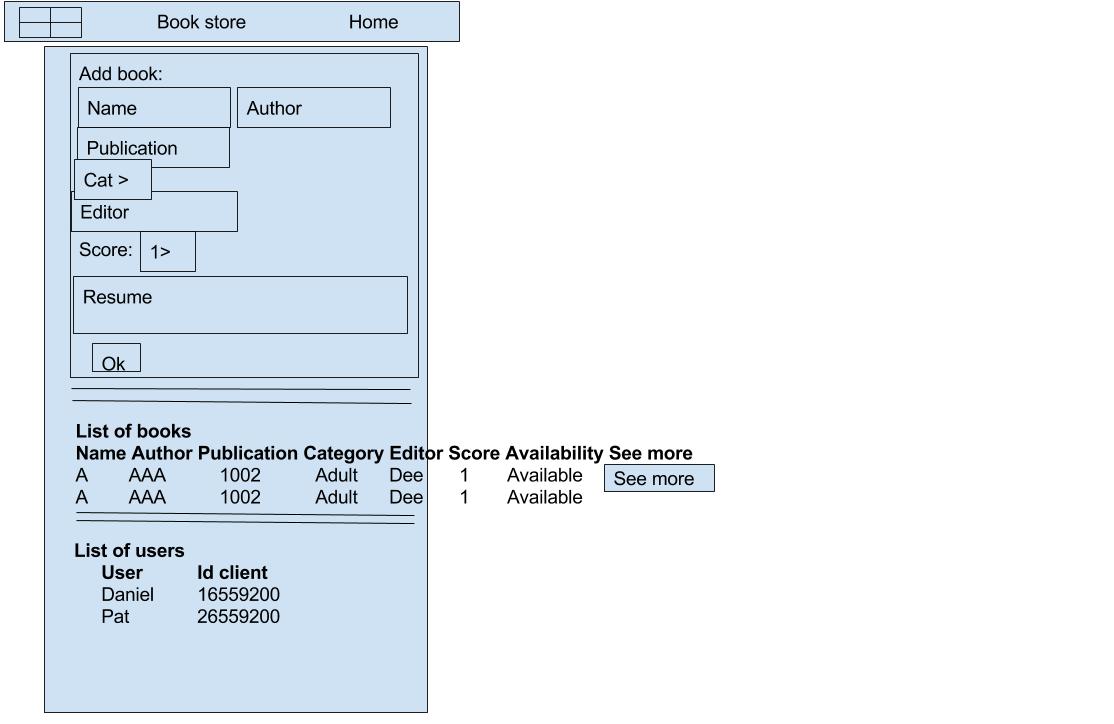 Book store Home
Add book:
Name Author
Publication
Cat >
Editor
Score: 1>
Resume
Ok
List of books
Name Author Publication Category Editor Score Availability See more
A AAA 1002 Adult Dee 1 Available See more
A AAA 1002 Adult Dee 1 Available
List of users
User Id client
Daniel 16559200
Pat 26559200